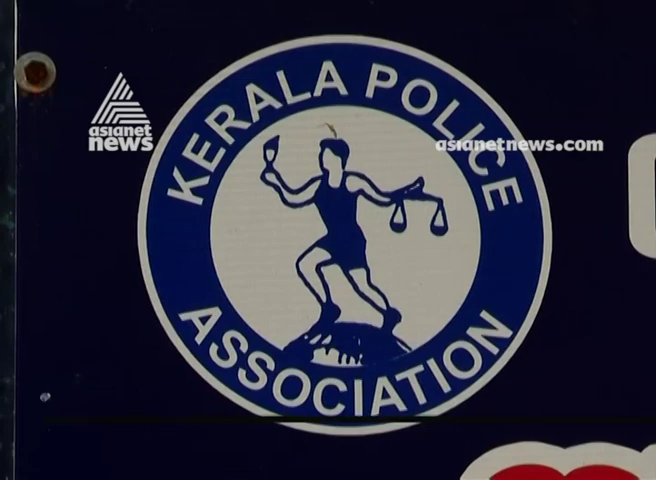 KERALA POLICE
ASSOCIATION
asianet
news
asianetnews.com